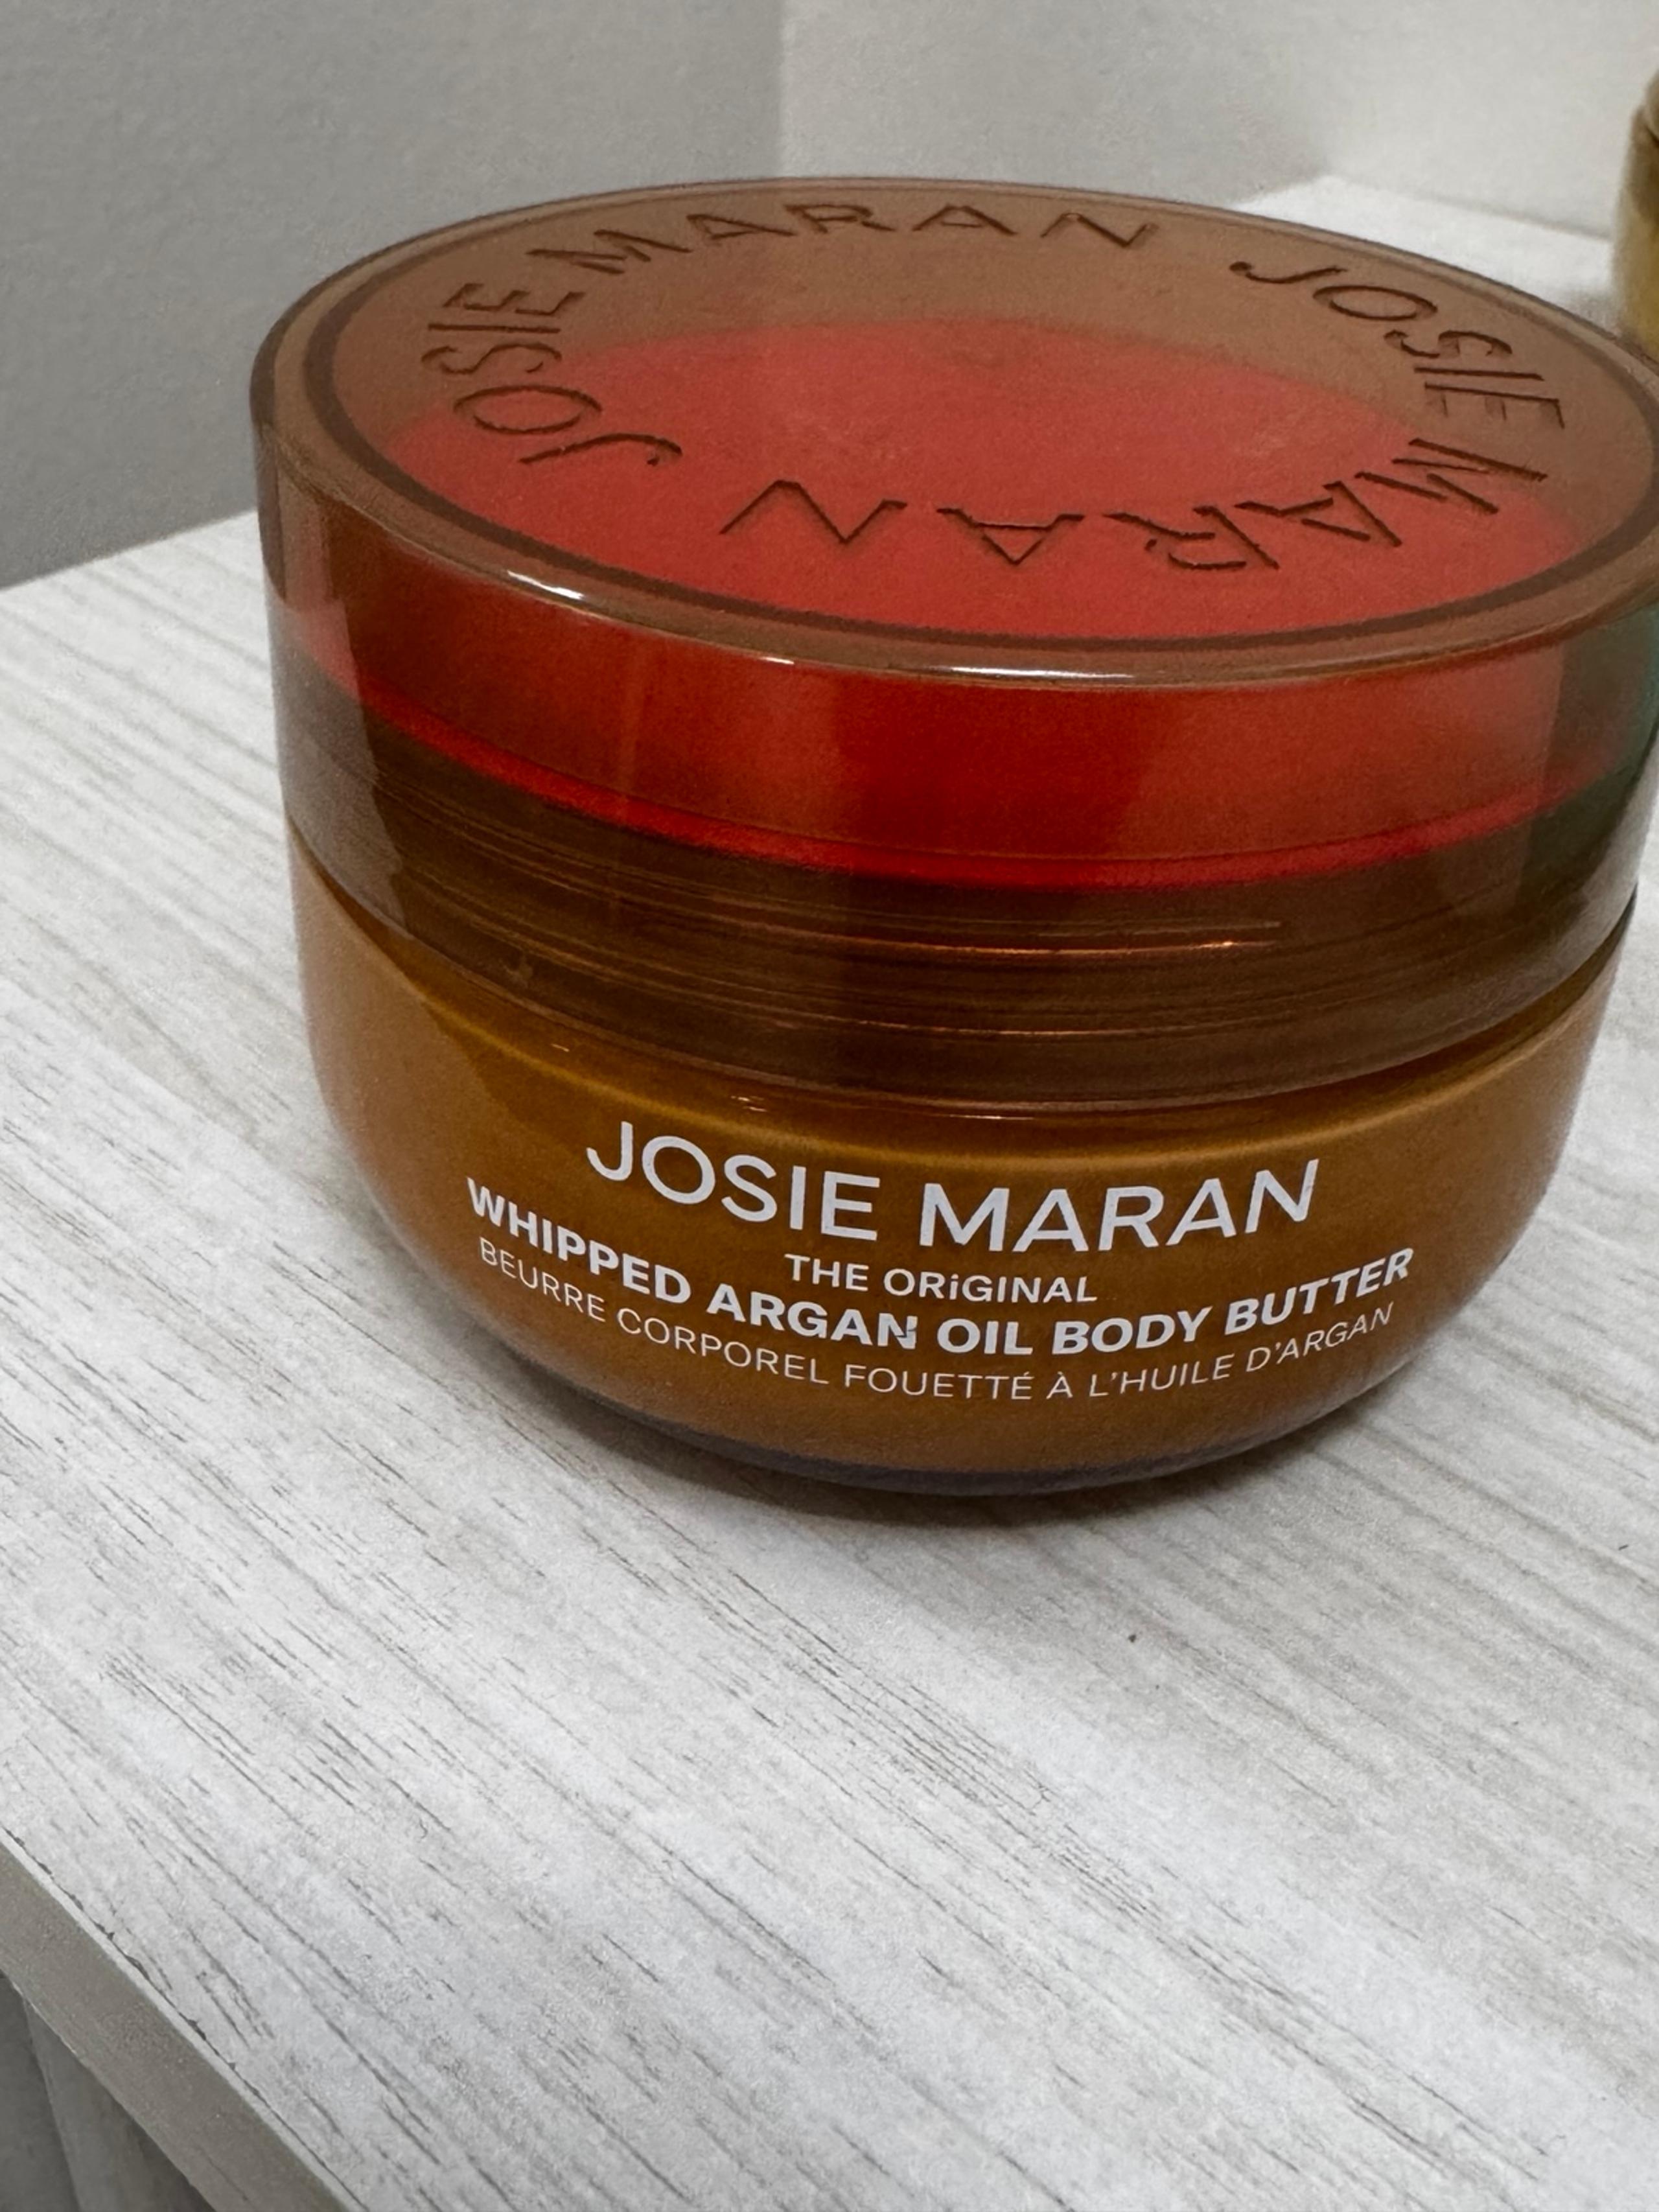 JOSIE MARAN JOSIE MARAN
JOSIE MARAN
THE ORiGINAL
WHIPPED ARGAN OIL BODY BUTTER
BEURRE CORPOREL FOUETTÉ À L'HUILE D'ARGAN